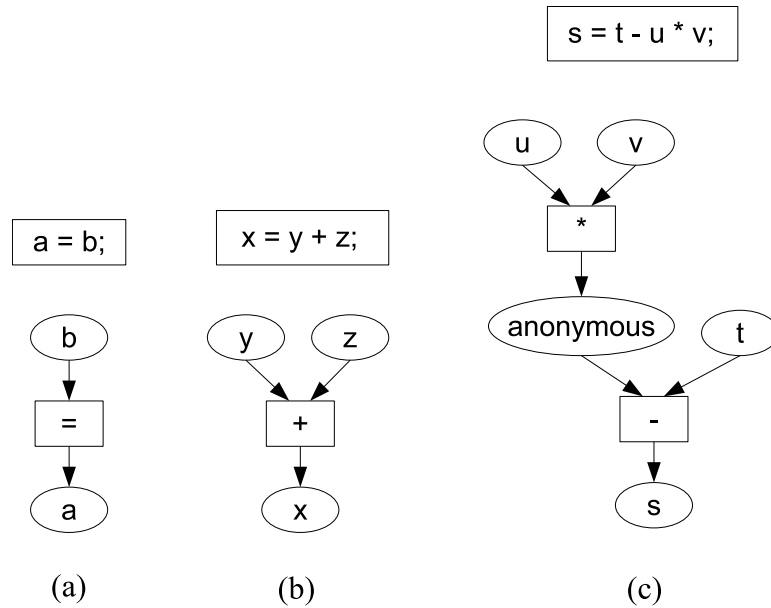 s = t - u * v;
u v
*
a = b;
x = y + z;
b
y z
anonymous t
=
+
-
a
x
s
(a) (b) (c)